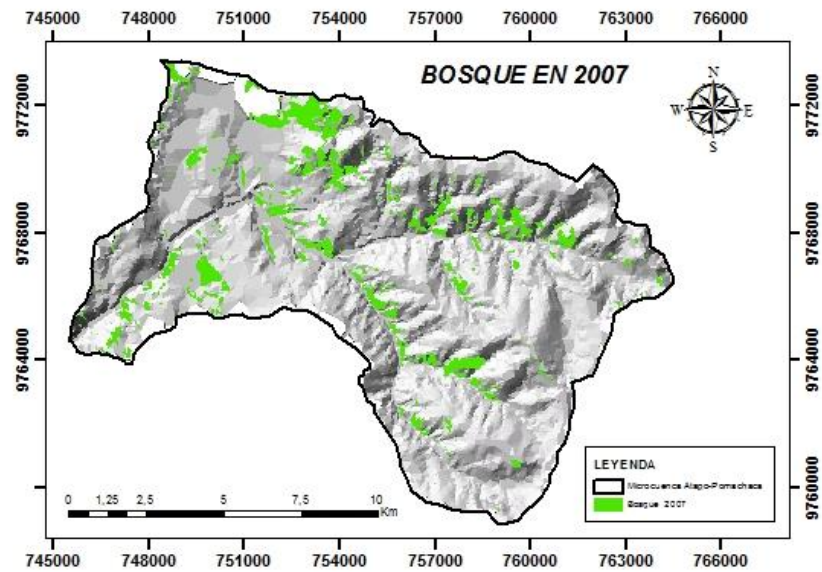 745000 748000 751000 754000 757000 760000 763000 766000
BOSQUE EN 2007
N
W E
S
9772000 9772000
9768000 9768000
9764000 9764000
9760000 9760000
LEYENDA
Microcuenca Atapo-Pomachaca
Bosque 2007
0 1,25 2,5 5 7,5 10
Km
745000 748000 751000 754000 757000 760000 763000 766000